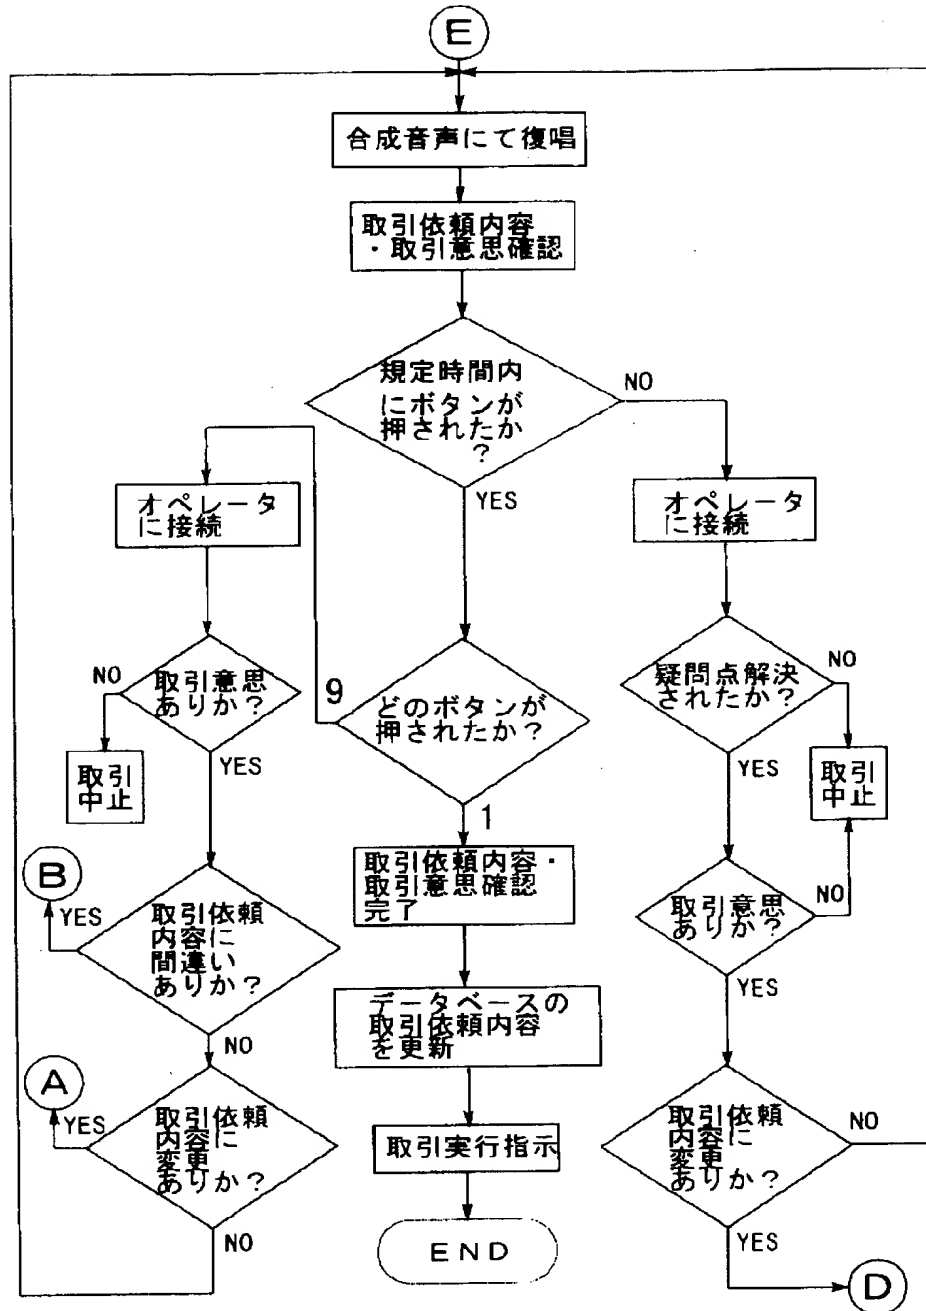 E
合成音声にて復唱
取引依頼内容
・取引意思確認
規定時間内
にボタンが
押されたか
?
NO
YES
オペレータ
に接続
オペレータ
に接続
取引意思
ありか?
NO
YES
取引
中止
9
どのボタンが
押されたか?
1
疑問点解決
されたか?
NO
YES
取引
中止
B
YES
取引依頼
内容に
間違い
ありか?
NO
取引依頼内容・
取引意思確認
完了
取引意思
ありか?
NO
YES
データベースの
取引依頼内容
を更新
A
YES
取引依頼
内容に
変更
ありか?
NO
取引実行指示
END
取引依頼
内容に
変更
ありか?
NO
YES
D